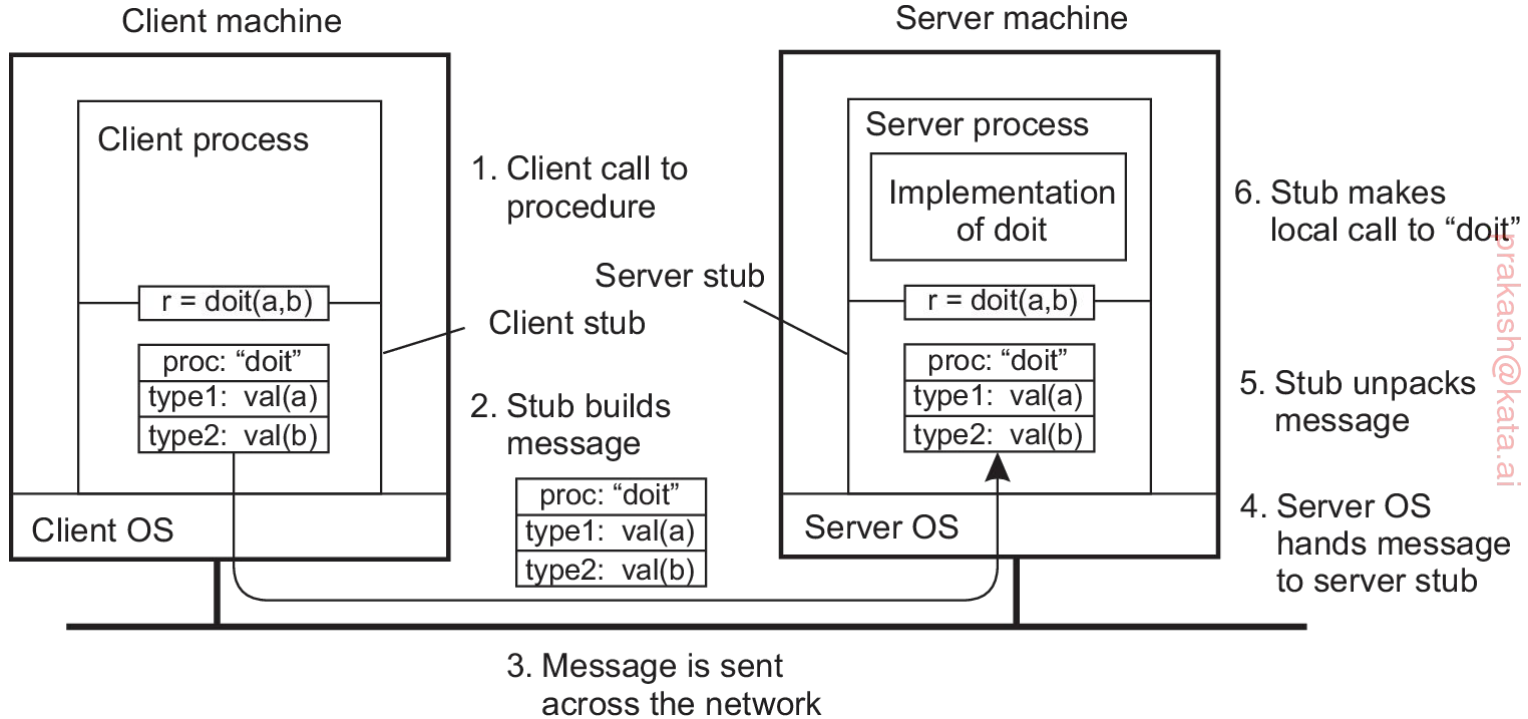 Client machine
Server machine
Client process
1. Client call to
procedure
r = doit(a,b)
Client stub
proc: “doit”
type1: val(a)
type2: val(b)
2. Stub builds
message
proc: “doit”
type1: val(a)
type2: val(b)
Client OS
3. Message is sent
across the network
Server process
Implementation
of doit
Server stub
r = doit(a,b)
proc: “doit”
type1: val(a)
type2: val(b)
Server OS
6. Stub makes
local call to “doit”
5. Stub unpacks
message
4. Server OS
hands message
to server stub
prakash@kata.ai